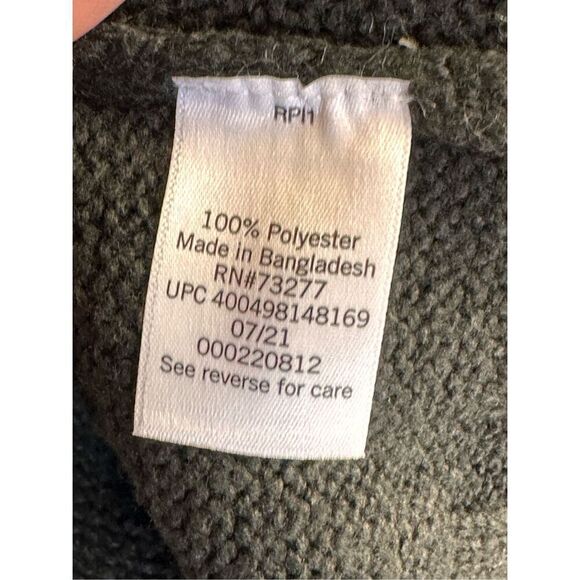 RPI1
100% Polyester
Made in Bangladesh
RN#73277
UPC 400498148169
07/21
000220812
See reverse for care